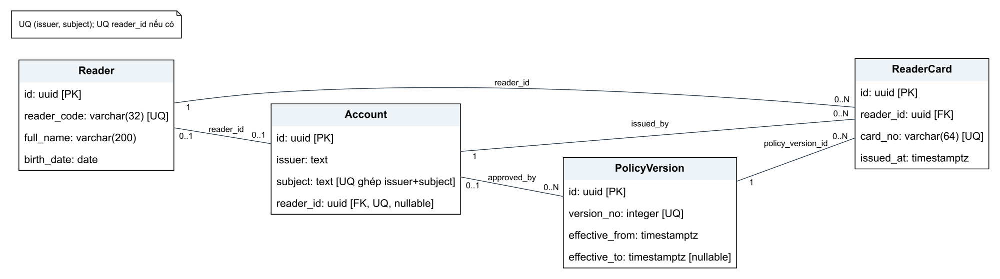 UQ (issuer, subject); UQ reader_id nếu có
Reader
id: uuid [PK]
reader_code: varchar(32) [UQ]
full_name: varchar(200)
birth_date: date
Account
id: uuid [PK]
issuer: text
subject: text [UQ ghép issuer+subject]
reader_id: uuid [FK, UQ, nullable]
PolicyVersion
id: uuid [PK]
version_no: integer [UQ]
effective_from: timestamptz
effective_to: timestamptz [nullable]
ReaderCard
id: uuid [PK]
reader_id: uuid [FK]
card_no: varchar(64) [UQ]
issued_at: timestamptz
reader_id
1
0..N
reader_id
0..1
0..1
issued_by
1
0..N
approved_by
0..1
0..N
policy_version_id
1
0..N